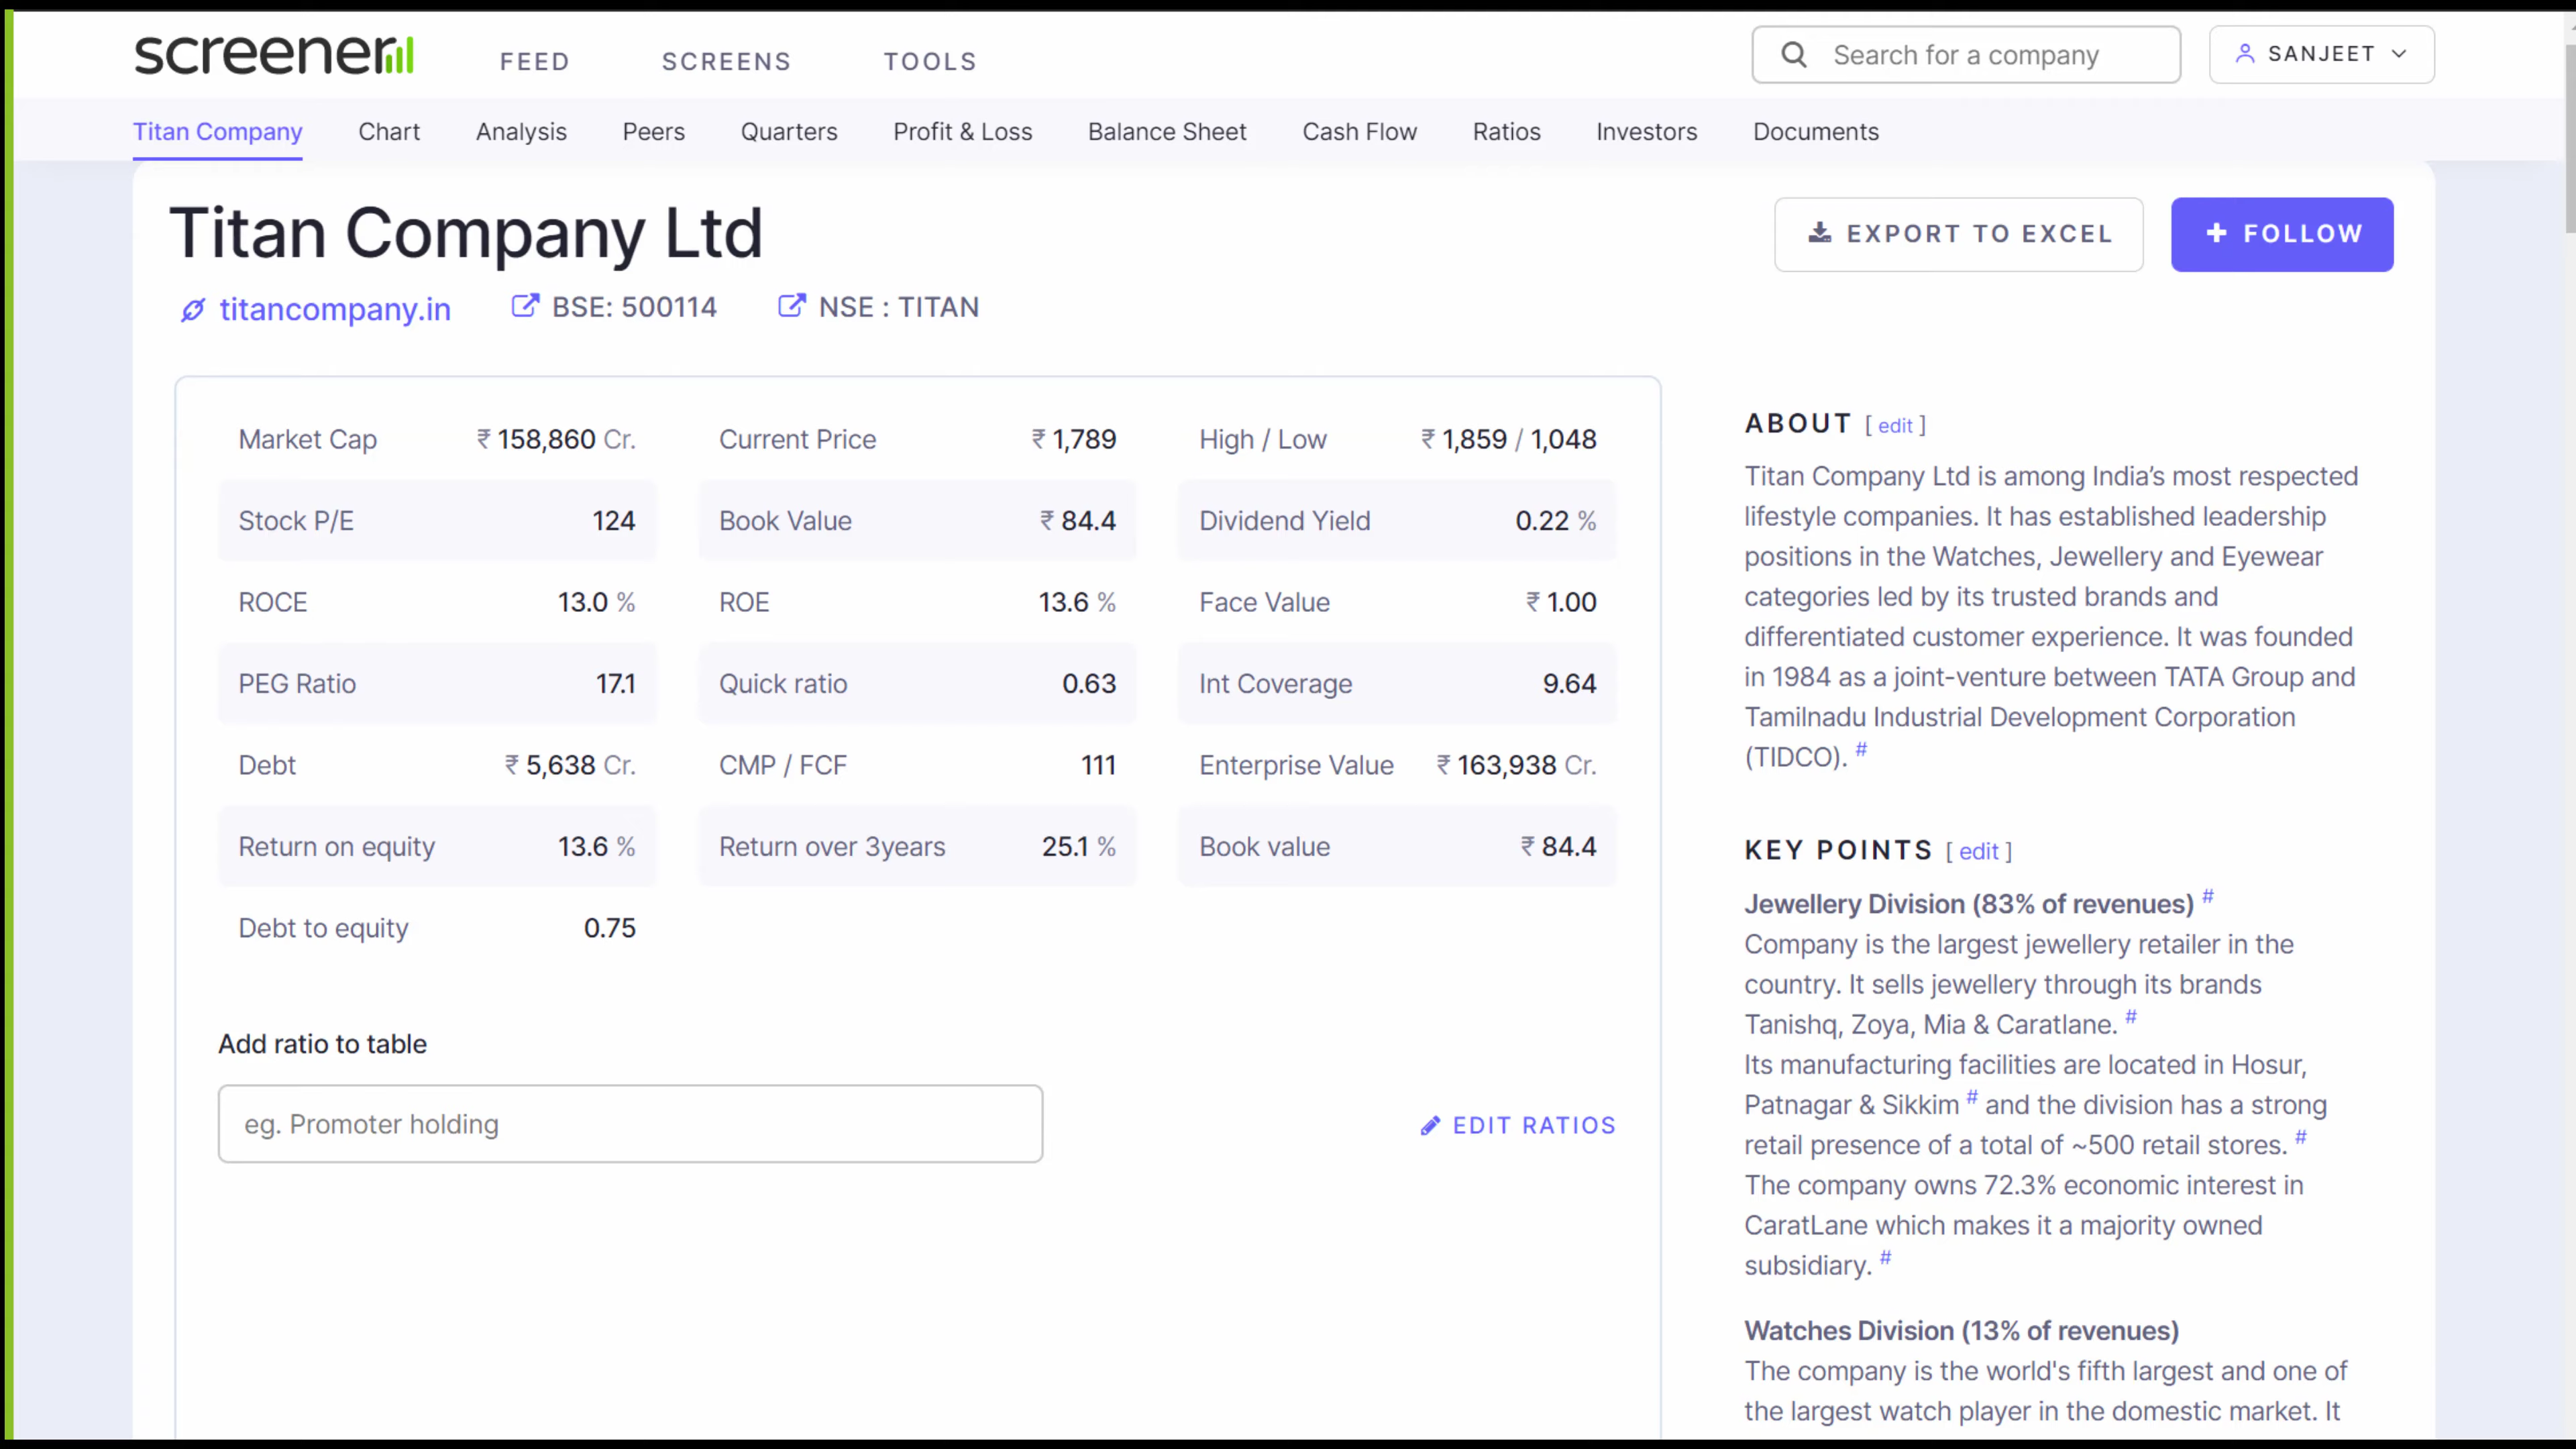 screener
FEED SCREENS TOOLS
Search for a company
SANJEET
Titan Company Chart Analysis Peers Quarters Profit & Loss Balance Sheet Cash Flow Ratios Investors Documents
Titan Company Ltd
EXPORT TO EXCEL
+ FOLLOW
titancompany.in BSE: 500114 NSE : TITAN
Market Cap ₹ 158,860 Cr. Current Price ₹ 1,789 High / Low ₹ 1,859 / 1,048
Stock P/E 124 Book Value ₹ 84.4 Dividend Yield 0.22 %
ROCE 13.0 % ROE 13.6 % Face Value ₹ 1.00
PEG Ratio 17.1 Quick ratio 0.63 Int Coverage 9.64
Debt ₹ 5,638 Cr. CMP / FCF 111 Enterprise Value ₹ 163,938 Cr.
Return on equity 13.6 % Return over 3years 25.1 % Book value ₹ 84.4
Debt to equity 0.75
Add ratio to table
eg. Promoter holding
EDIT RATIOS
ABOUT [ edit ]
Titan Company Ltd is among India’s most respected
lifestyle companies. It has established leadership
positions in the Watches, Jewellery and Eyewear
categories led by its trusted brands and
differentiated customer experience. It was founded
in 1984 as a joint-venture between TATA Group and
Tamilnadu Industrial Development Corporation
(TIDCO). #
KEY POINTS [ edit ]
Jewellery Division (83% of revenues) #
Company is the largest jewellery retailer in the
country. It sells jewellery through its brands
Tanishq, Zoya, Mia & Caratlane. #
Its manufacturing facilities are located in Hosur,
Patnagar & Sikkim # and the division has a strong
retail presence of a total of ~500 retail stores. #
The company owns 72.3% economic interest in
CaratLane which makes it a majority owned
subsidiary. #
Watches Division (13% of revenues)
The company is the world's fifth largest and one of
the largest watch player in the domestic market. It